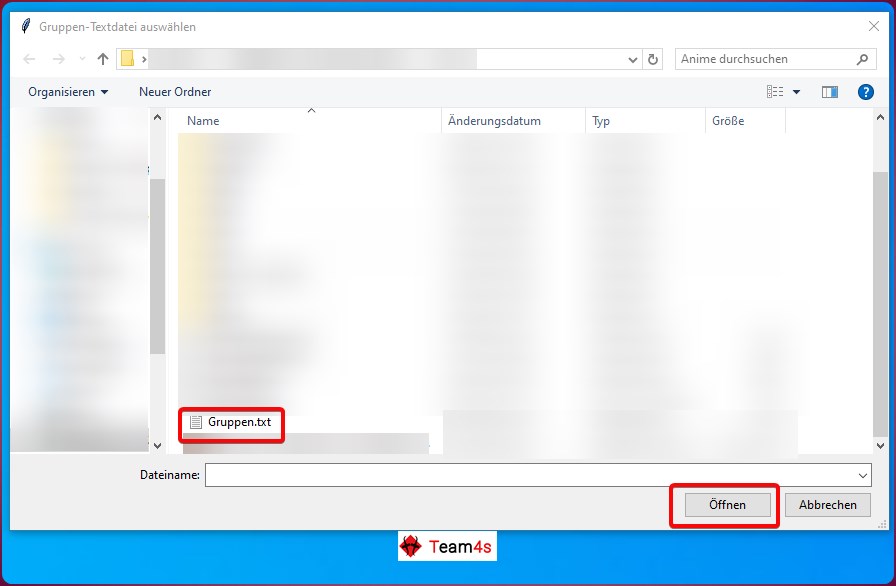 Gruppen-Textdatei auswählen
Anime durchsuchen
Organisieren Neuer Ordner
Name Änderungsdatum Typ Größe
Gruppen.txt
Dateiname:
Öffnen Abbrechen
Team4s